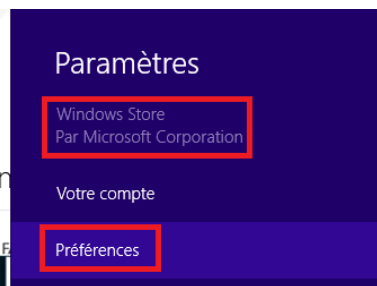 Paramètres
Windows Store
Par Microsoft Corporation
Votre compte
Préférences